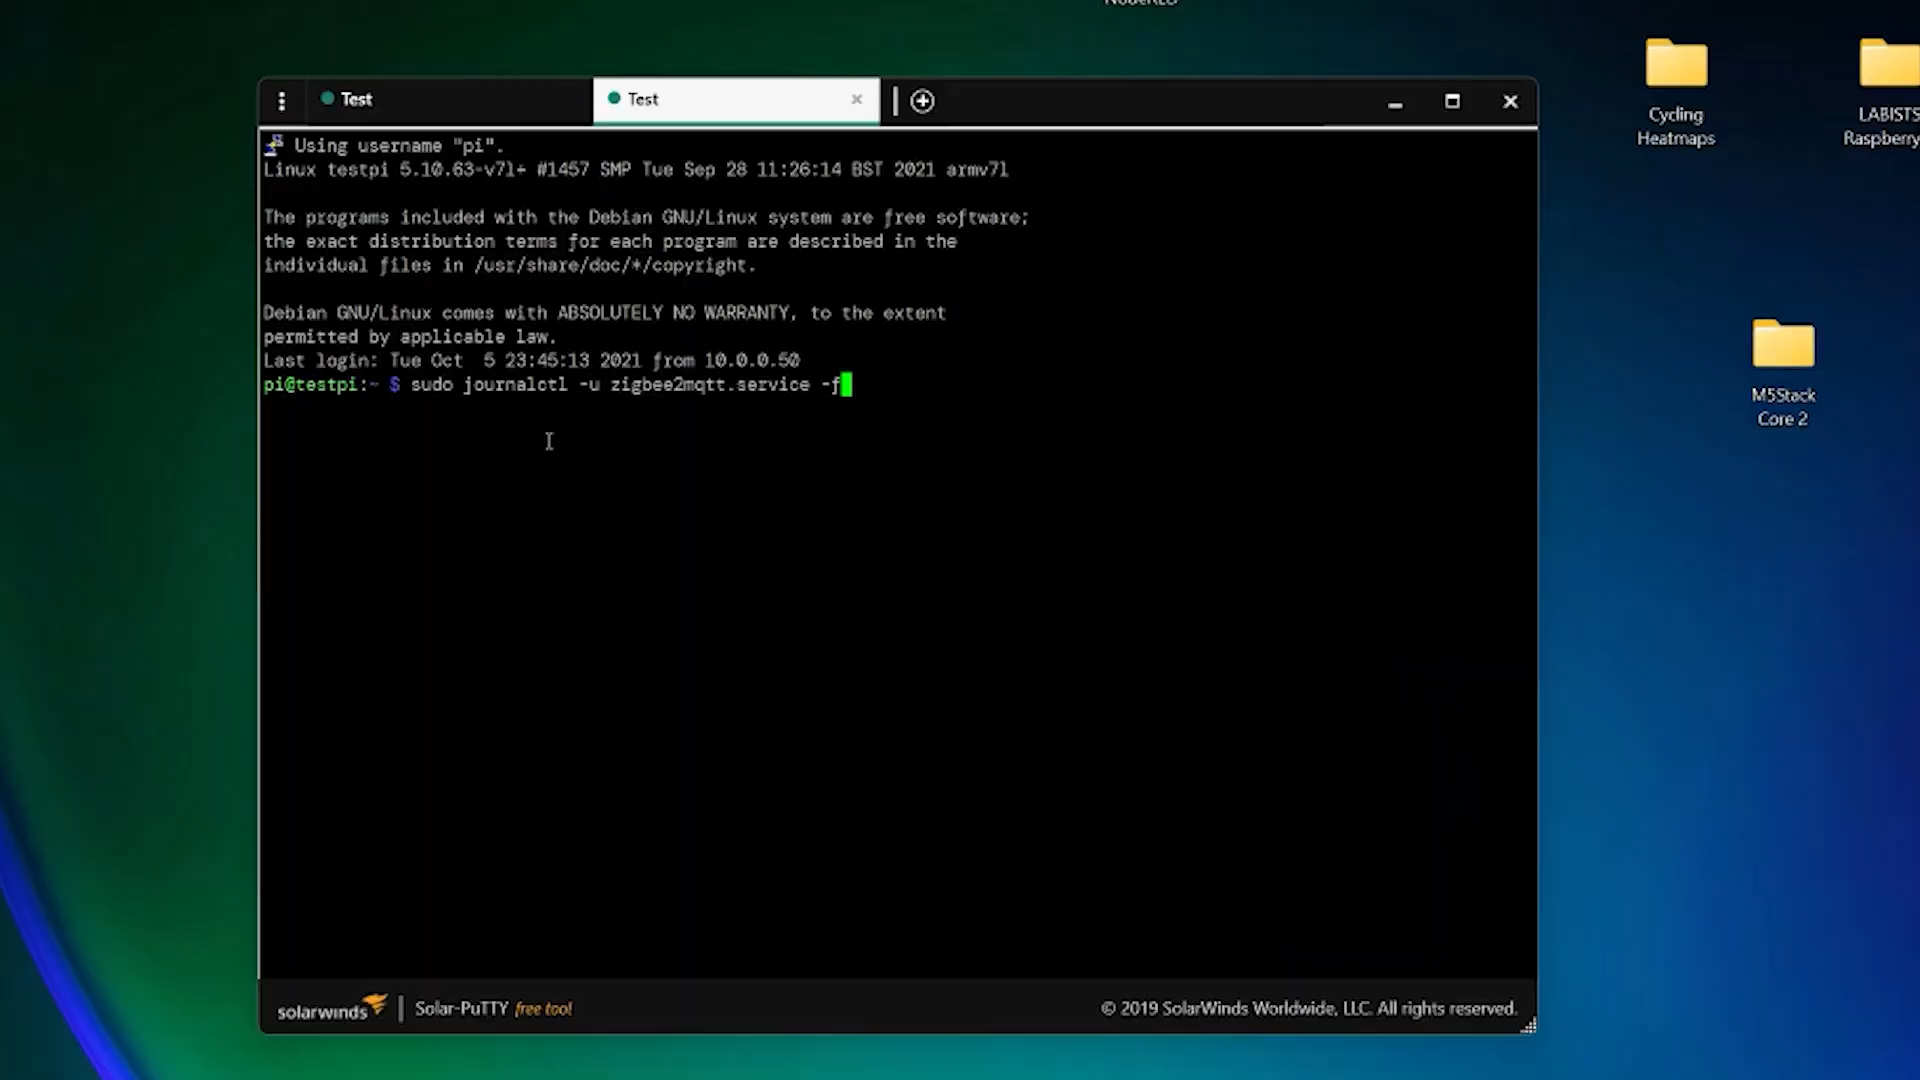 Cycling
Heatmaps
LABISTS
Raspberry
M5Stack
Core 2
Test
Test
Using username "pi".
Linux testpi 5.10.63-v7l+ #1457 SMP Tue Sep 28 11:26:14 BST 2021 armv7l
The programs included with the Debian GNU/Linux system are free software;
the exact distribution terms for each program are described in the
individual files in /usr/share/doc/*/copyright.
Debian GNU/Linux comes with ABSOLUTELY NO WARRANTY, to the extent
permitted by applicable law.
Last login: Tue Oct  5 23:45:13 2021 from 10.0.0.50
pi@testpi:~ $ sudo journalctl -u zigbee2mqtt.service -f
solarwinds | Solar-PuTTY free tool
© 2019 SolarWinds Worldwide, LLC. All rights reserved.